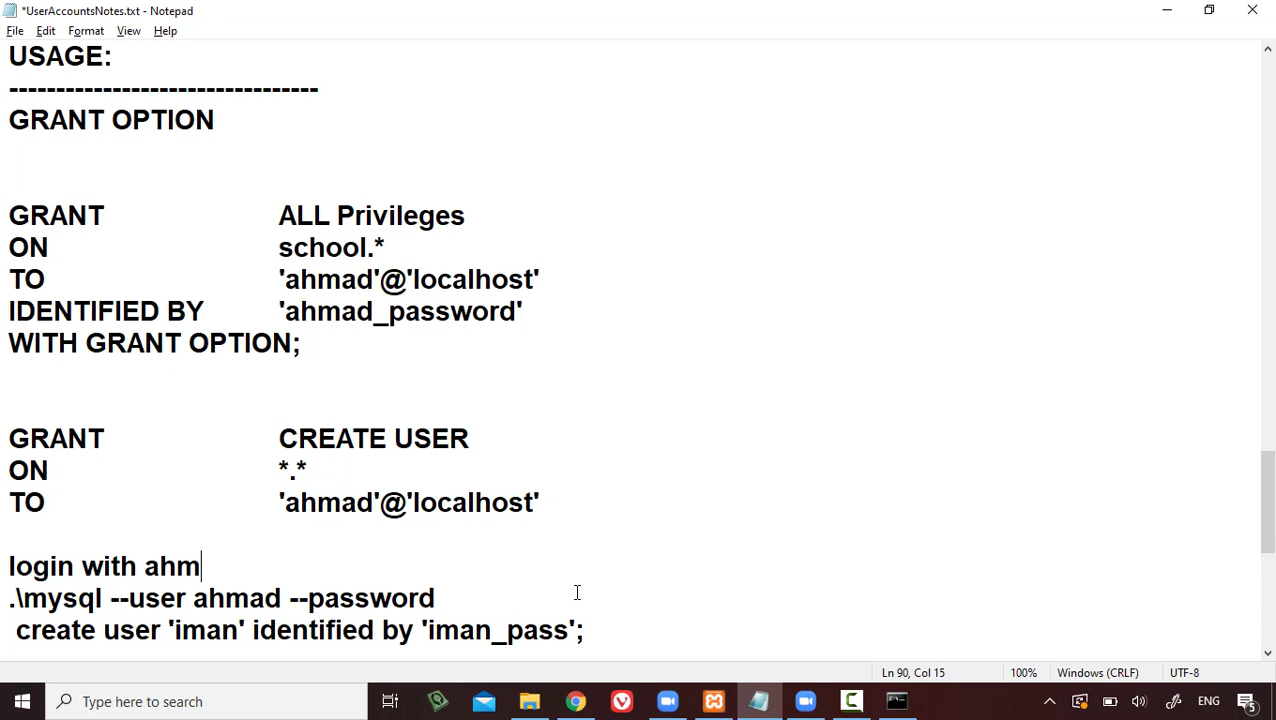 *UserAccountsNotes.txt - Notepad
File Edit Format View Help
USAGE:
---------------------------------
GRANT OPTION
GRANT ALL Privileges
ON school.*
TO 'ahmad'@'localhost'
IDENTIFIED BY 'ahmad_password'
WITH GRANT OPTION;
GRANT CREATE USER
ON *.*
TO 'ahmad'@'localhost'
login with ahm
.\mysql --user ahmad --password
create user 'iman' identified by 'iman_pass';
Ln 90, Col 15 100% Windows (CRLF) UTF-8
Type here to search ENG 5